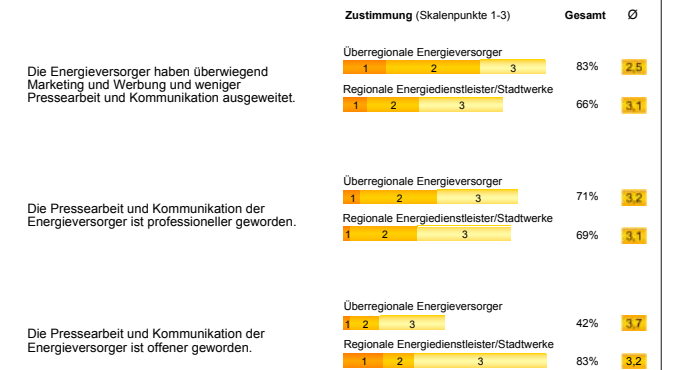 Zustimmung (Skalenpunkte 1-3) Gesamt Ø
Die Energieversorger haben überwiegend
Marketing und Werbung und weniger
Pressearbeit und Kommunikation ausgeweitet.
Überregionale Energieversorger
1 2 3 83% 2,5
Regionale Energiedienstleister/Stadtwerke
1 2 3 66% 3,1
Die Pressearbeit und Kommunikation der
Energieversorger ist professioneller geworden.
Überregionale Energieversorger
1 2 3 71% 3,2
Regionale Energiedienstleister/Stadtwerke
1 2 3 69% 3,1
Die Pressearbeit und Kommunikation der
Energieversorger ist offener geworden.
Überregionale Energieversorger
1 2 3 42% 3,7
Regionale Energiedienstleister/Stadtwerke
1 2 3 83% 3,2